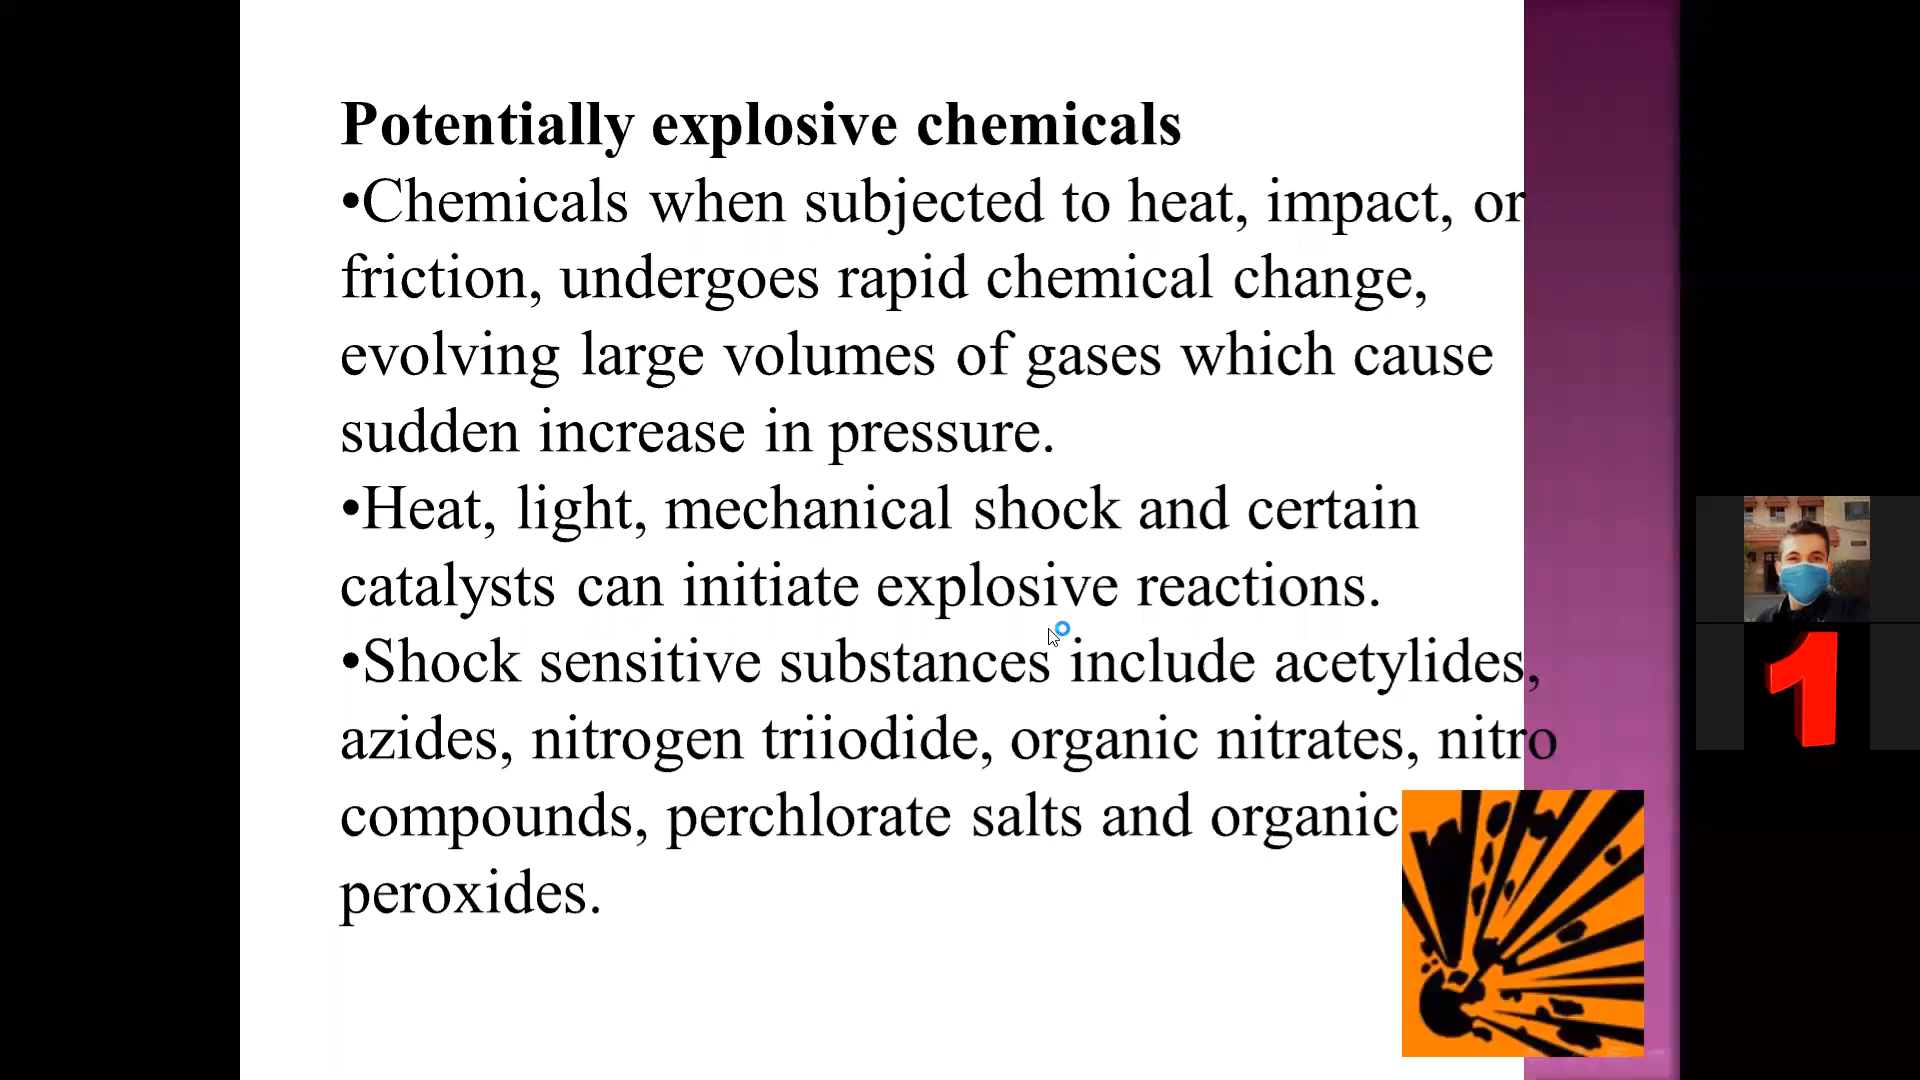 Potentially explosive chemicals
•Chemicals when subjected to heat, impact, or
friction, undergoes rapid chemical change,
evolving large volumes of gases which cause
sudden increase in pressure.
•Heat, light, mechanical shock and certain
catalysts can initiate explosive reactions.
•Shock sensitive substances include acetylides,
azides, nitrogen triiodide, organic nitrates, nitro
compounds, perchlorate salts and organic
peroxides.
1